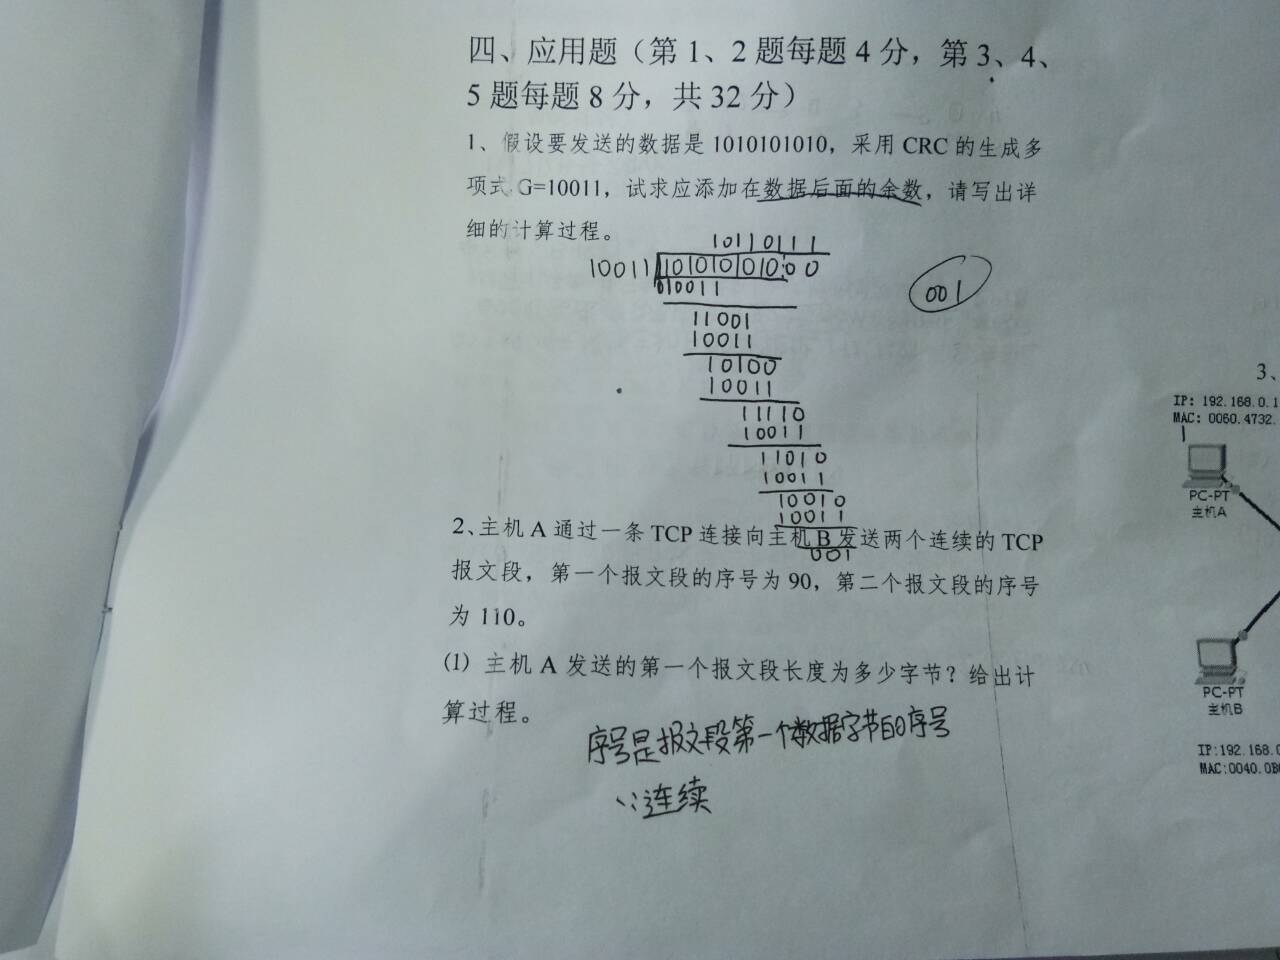 四、应用题（第 1、2 题每题 4 分，第 3、4、
5 题每题 8 分，共 32 分）
1、假设要发送的数据是 1010101010，采用 CRC 的生成多
项式 G=10011，试求应添加在数据后面的余数，请写出详
细的计算过程。
10110111
10011
1010101010:00
010011
001
11001
10011
10100
10011
11110
10011
11010
10011
10010
10011
001
2、主机 A 通过一条 TCP 连接向主机 B 发送两个连续的 TCP
报文段，第一个报文段的序号为 90，第二个报文段的序号
为 110。
(1) 主机 A 发送的第一个报文段长度为多少字节？给出计
算过程。
序号是报文段第一个数据字节的序号
∵连续
3、
IP: 192.168.0.1
MAC: 0060.4732.
PC-PT
主机A
PC-PT
主机B
IP:192.168.0
MAC:0040.0B